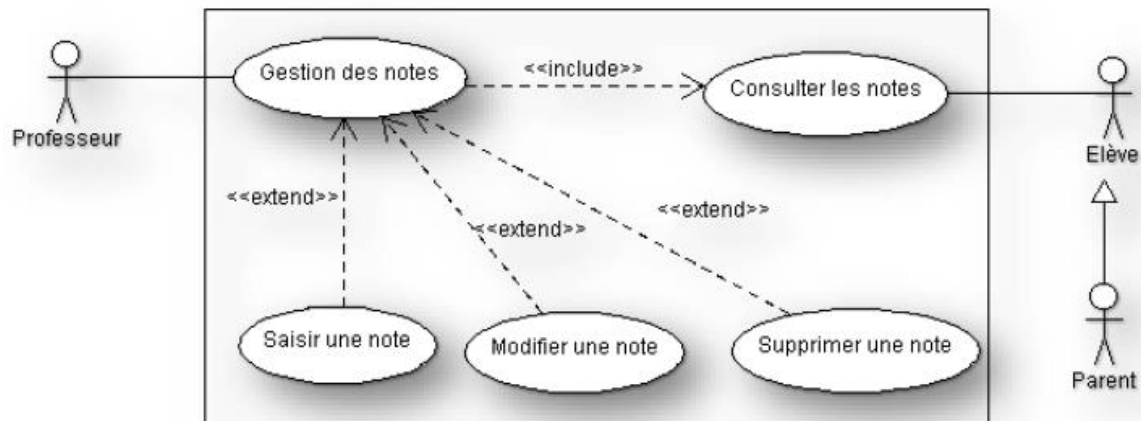 Gestion des notes
<<include>>
Consulter les notes
Professeur
Elève
<<extend>>
<<extend>>
<<extend>>
Saisir une note
Modifier une note
Supprimer une note
Parent